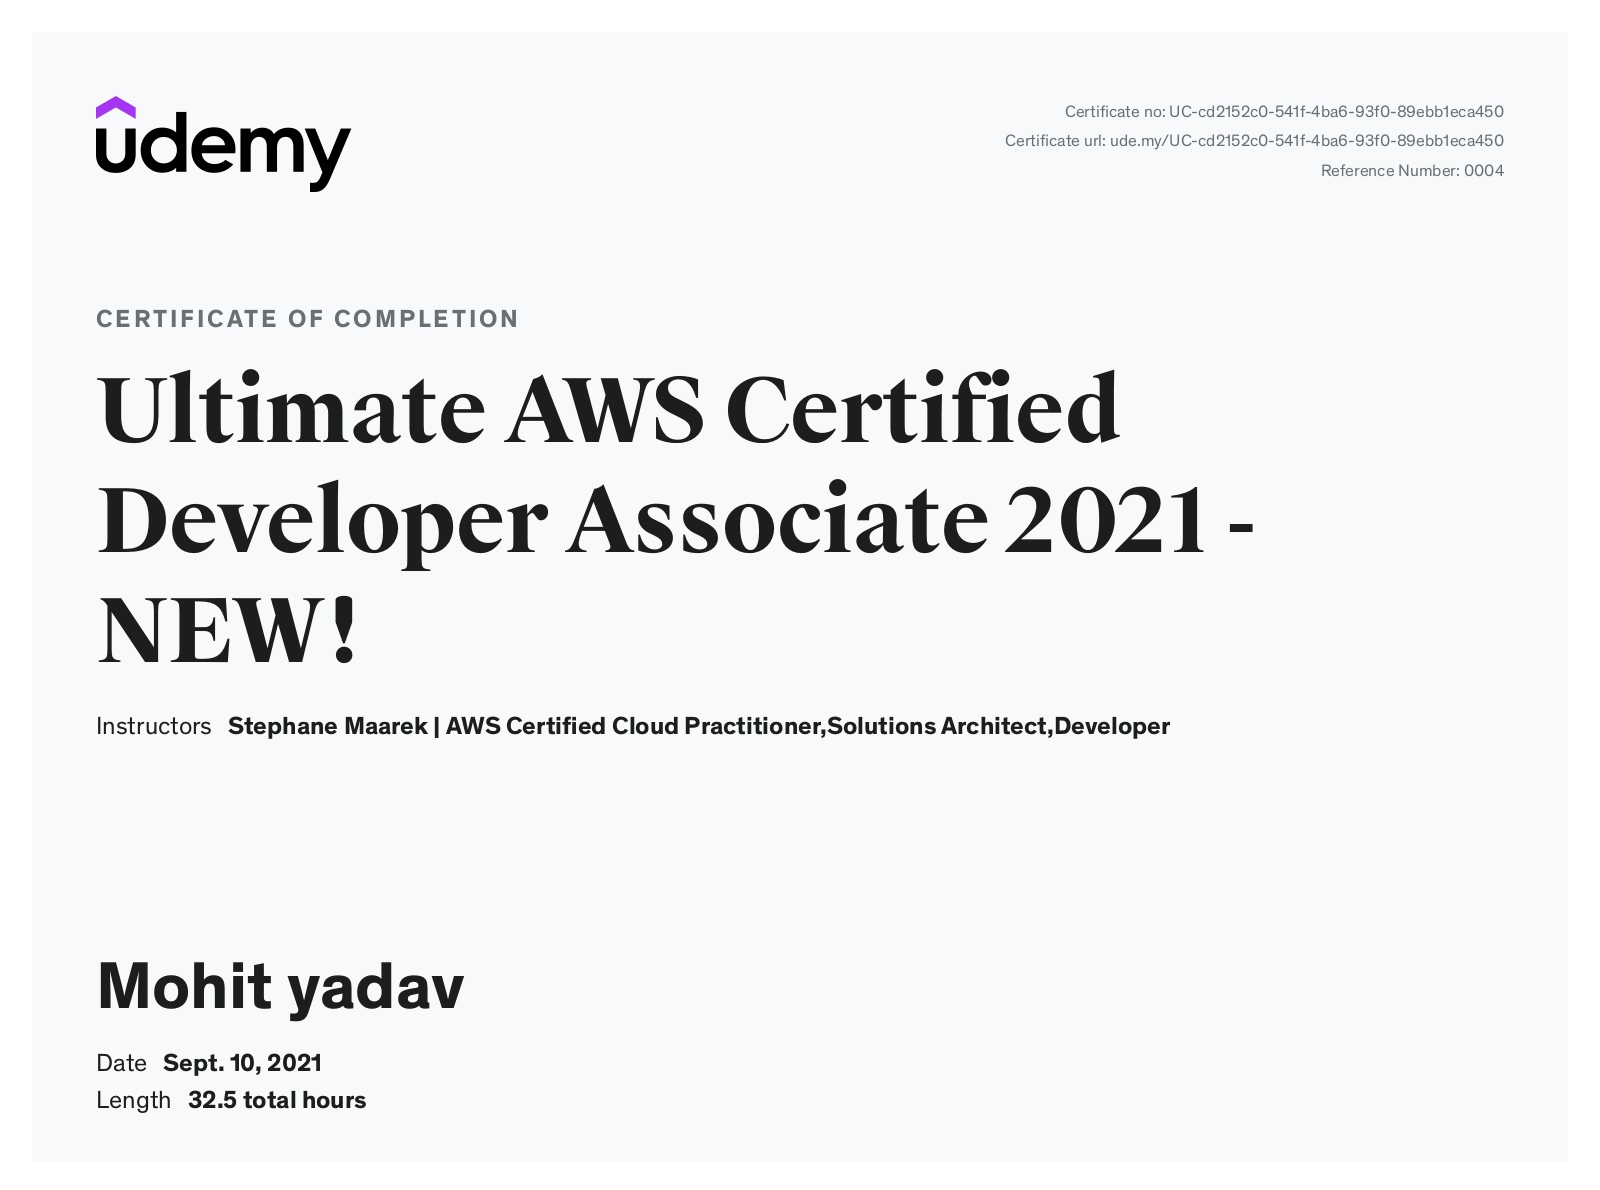 udemy
Certificate no: UC-cd2152c0-541f-4ba6-93f0-89ebb1eca450
Certificate url: ude.my/UC-cd2152c0-541f-4ba6-93f0-89ebb1eca450
Reference Number: 0004
CERTIFICATE OF COMPLETION
Ultimate AWS Certified
Developer Associate 2021 -
NEW!
Instructors Stephane Maarek | AWS Certified Cloud Practitioner,Solutions Architect,Developer
Mohit yadav
Date Sept. 10, 2021
Length 32.5 total hours